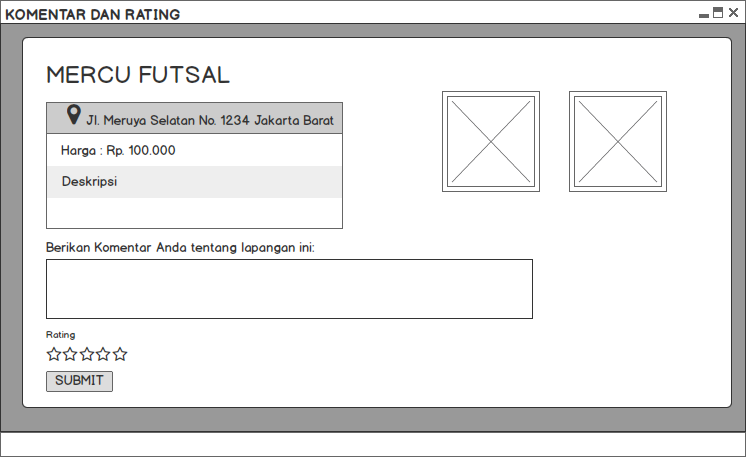 KOMENTAR DAN RATING
MERCU FUTSAL
Jl. Meruya Selatan No. 1234 Jakarta Barat
Harga : Rp. 100.000
Deskripsi
Berikan Komentar Anda tentang lapangan ini:
Rating
SUBMIT